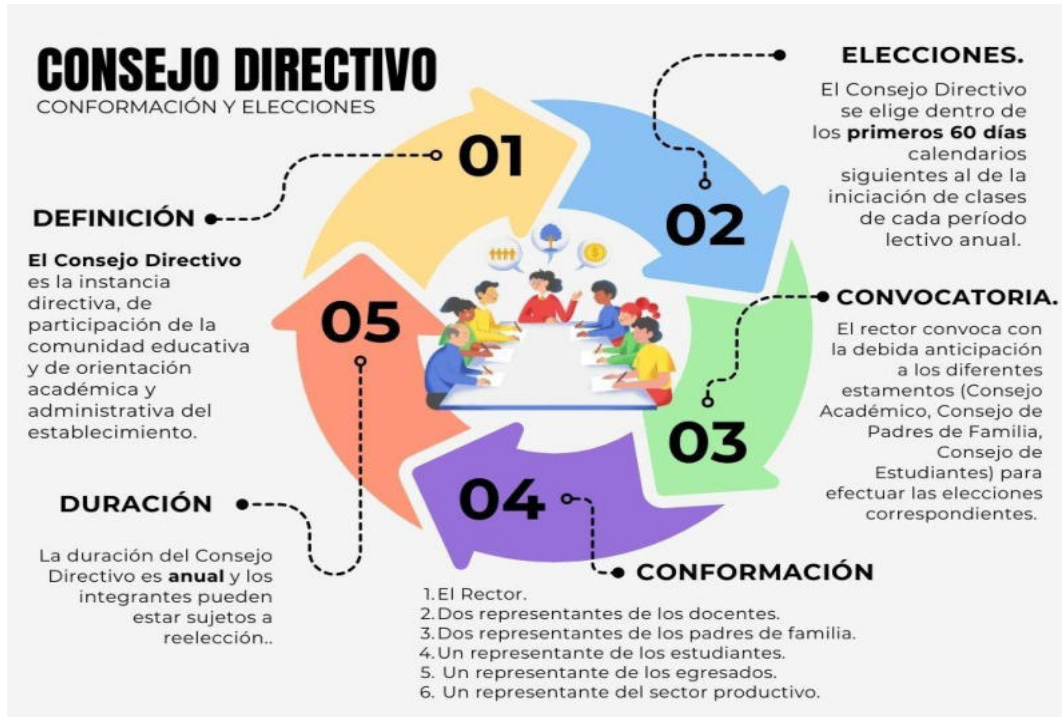 CONSEJO DIRECTIVO
CONFORMACIÓN Y ELECCIONES
01
DEFINICIÓN
El Consejo Directivo
es la instancia
directiva, de
participación de la
comunidad educativa
y de orientación
académica y
administrativa del
establecimiento.
02
ELECCIONES.
El Consejo Directivo
se elige dentro de
los primeros 60 días
calendarios
siguientes al de la
iniciación de clases
de cada período
lectivo anual.
03
CONVOCATORIA.
El rector convoca con
la debida anticipación
a los diferentes
estamentos (Consejo
Académico, Consejo de
Padres de Familia,
Consejo de
Estudiantes) para
efectuar las elecciones
correspondientes.
04
CONFORMACIÓN
1.El Rector.
2.Dos representantes de los docentes.
3.Dos representantes de los padres de familia.
4.Un representante de los estudiantes.
5. Un representante de los egresados.
6. Un representante del sector productivo.
05
DURACIÓN
La duración del Consejo
Directivo es anual y los
integrantes pueden
estar sujetos a
reelección..